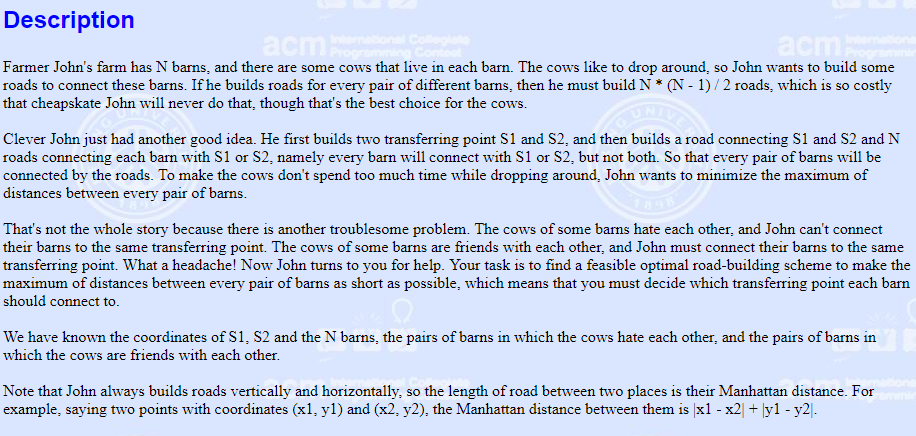 Description
acm International Collegiate Programming Contest
acm
Farmer John's farm has N barns, and there are some cows that live in each barn. The cows like to drop around, so John wants to build some
roads to connect these barns. If he builds roads for every pair of different barns, then he must build N * (N - 1) / 2 roads, which is so costly
that cheapskate John will never do that, though that's the best choice for the cows.
Clever John just had another good idea. He first builds two transferring point S1 and S2, and then builds a road connecting S1 and S2 and N
roads connecting each barn with S1 or S2, namely every barn will connect with S1 or S2, but not both. So that every pair of barns will be
connected by the roads. To make the cows don't spend too much time while dropping around, John wants to minimize the maximum of
distances between every pair of barns.
That's not the whole story because there is another troublesome problem. The cows of some barns hate each other, and John can't connect
their barns to the same transferring point. The cows of some barns are friends with each other, and John must connect their barns to the same
transferring point. What a headache! Now John turns to you for help. Your task is to find a feasible optimal road-building scheme to make the
maximum of distances between every pair of barns as short as possible, which means that you must decide which transferring point each barn
should connect to.
We have known the coordinates of S1, S2 and the N barns, the pairs of barns in which the cows hate each other, and the pairs of barns in
which the cows are friends with each other.
Note that John always builds roads vertically and horizontally, so the length of road between two places is their Manhattan distance. For
example, saying two points with coordinates (x1, y1) and (x2, y2), the Manhattan distance between them is |x1 - x2| + |y1 - y2|.